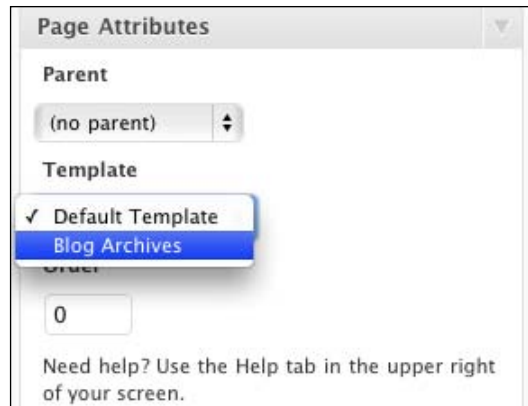 Page Attributes
Parent
(no parent)
Template
✓ Default Template
Blog Archives
Order
0
Need help? Use the Help tab in the upper right
of your screen.